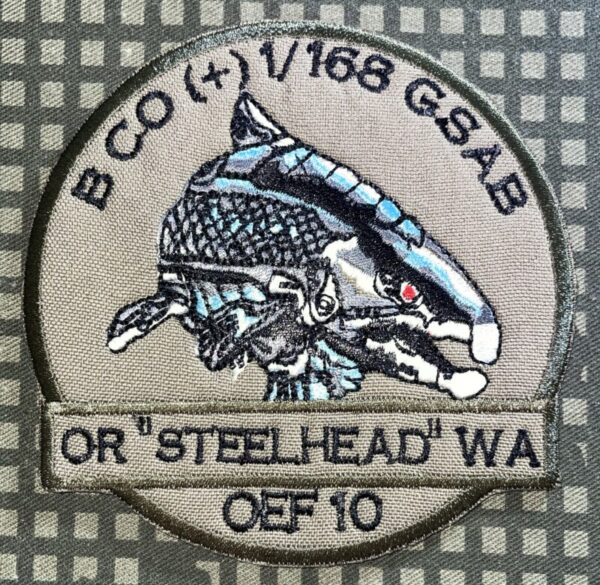 B CO (+) 1/168 GSAB
OR "STEELHEAD" WA
OEF 10